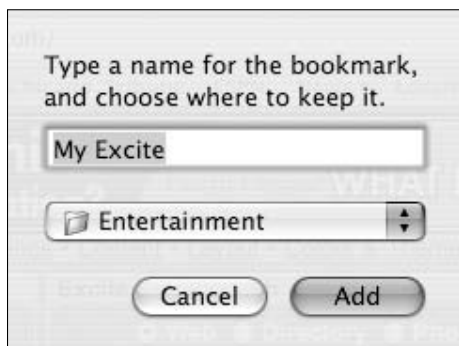 Type a name for the bookmark,
and choose where to keep it.
My Excite
Entertainment
Cancel
Add